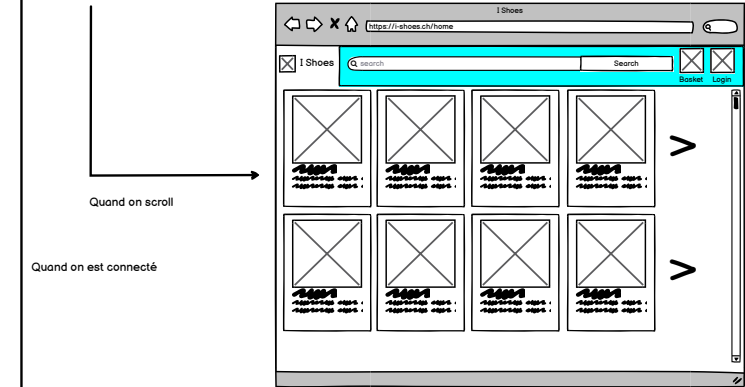 I Shoes
https://i-shoes.ch/home
I Shoes
search
Search
Basket
Login
Quand on scroll
Quand on est connecté